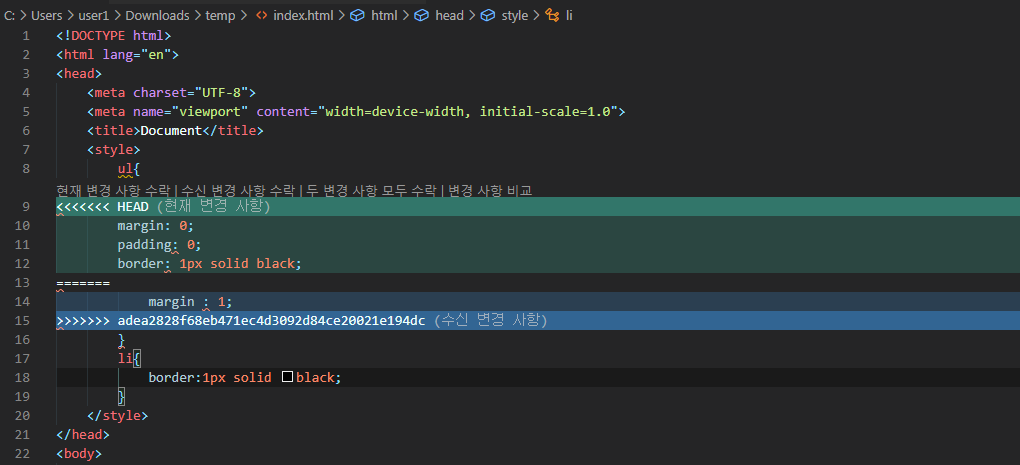 C: > Users > user1 > Downloads > temp > index.html > html > head > style > li
1 <!DOCTYPE html>
2 <html lang="en">
3 <head>
4 <meta charset="UTF-8">
5 <meta name="viewport" content="width=device-width, initial-scale=1.0">
6 <title>Document</title>
7 <style>
8 ul{
현재 변경 사항 수락 | 수신 변경 사항 수락 | 두 변경 사항 모두 수락 | 변경 사항 비교
9 <<<<<<< HEAD (현재 변경 사항)
10 margin: 0;
11 padding: 0;
12 border: 1px solid black;
13 =======
14 margin : 1;
15 >>>>>>> adea2828f68eb471ec4d3092d84ce20021e194dc (수신 변경 사항)
16 }
17 li{
18 border:1px solid black;
19 }
20 </style>
21 </head>
22 <body>